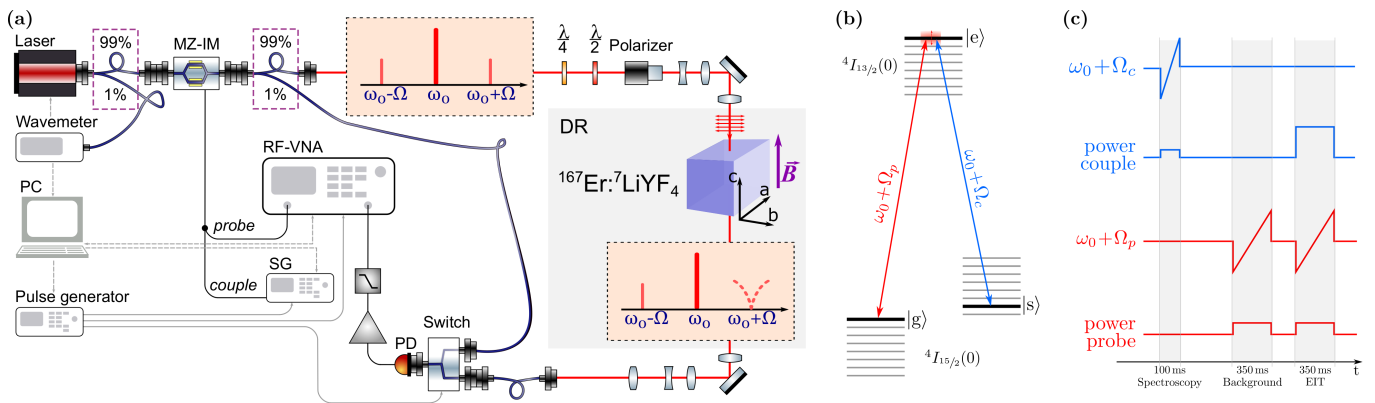 (a)
Laser
99%
1%
MZ-IM
99%
1%
ω₀-Ω
ω₀
ω₀+Ω
λ/4
λ/2
Polarizer
Wavemeter
RF-VNA
PC
probe
SG
couple
Pulse generator
PD
Switch
DR
¹⁶⁷Er:⁷LiYF₄
c
a
b
B⃗
ω₀-Ω
ω₀
ω₀+Ω
(b)
|e⟩
⁴I₁₃/₂(0)
ω₀+Ωₚ
ω₀+Ω_c
|s⟩
|g⟩
⁴I₁₅/₂(0)
(c)
ω₀+Ω_c
power
couple
ω₀+Ωₚ
power
probe
t
100 ms
Spectroscopy
350 ms
Background
350 ms
EIT